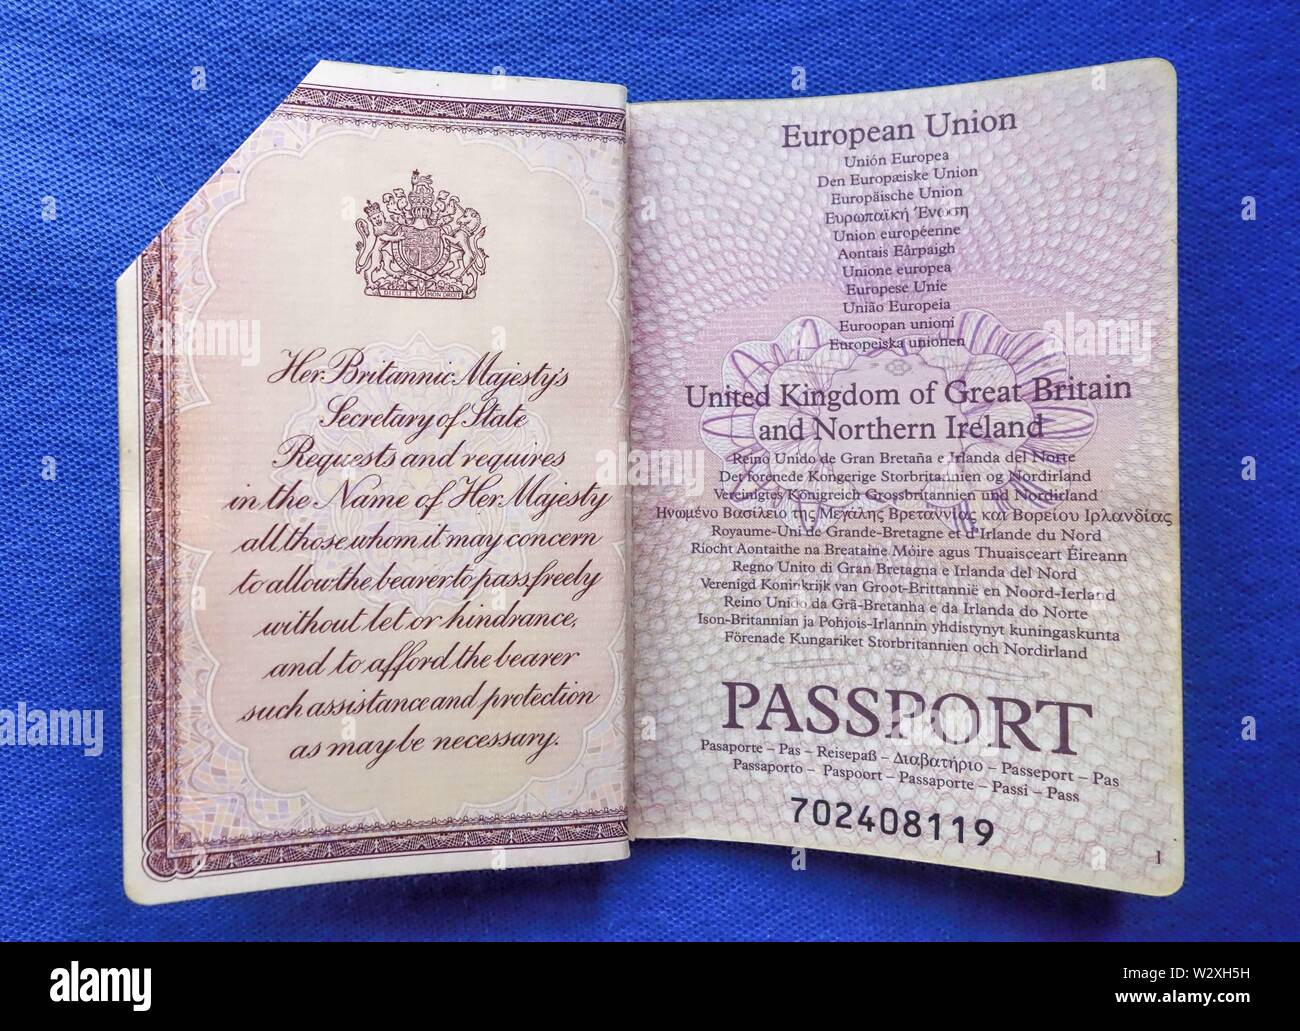 DIEU ET MON DROIT
Her Britannic Majesty's
Secretary of State
Requests and requires
in the Name of Her Majesty
all those whom it may concern
to allow the bearer to pass freely
without let or hindrance,
and to afford the bearer
such assistance and protection
as may be necessary.
European Union
Unión Europea
Den Europæiske Union
Europäische Union
Ευρωπαϊκή Ένωση
Union européenne
Aontais Eårpaigh
Unione europea
Europese Unie
União Europeia
Euroopan unioni
Europeiska unionen
United Kingdom of Great Britain
and Northern Ireland
Reino Unido de Gran Bretaña e Irlanda del Norte
Det forenede Kongerige Storbritannien og Nordirland
Vereinigtes Königreich Grossbritannien und Nordirland
Ηνωμένο Βασίλειο της Μεγάλης Βρεταννίας και Βορείου Ιρλανδίας
Royaume-Uni de Grande-Bretagne et d'Irlande du Nord
Ríocht Aontaithe na Breataine Móire agus Thuaisceart Éireann
Regno Unito di Gran Bretagna e Irlanda del Nord
Verenigd Koninkrijk van Groot-Brittannië en Noord-Ierland
Reino Unido da Grã-Bretanha e da Irlanda do Norte
Ison-Britannian ja Pohjois-Irlannin yhdistynyt kuningaskunta
Förenade Kungariket Storbritannien och Nordirland
PASSPORT
Pasaporte – Pas – Reisepaß – Διαβατήριο – Passeport – Pas
Passaporto – Paspoort – Passaporte – Passi – Pass
702408119
1
alamy
Image ID: W2XH5H
www.alamy.com